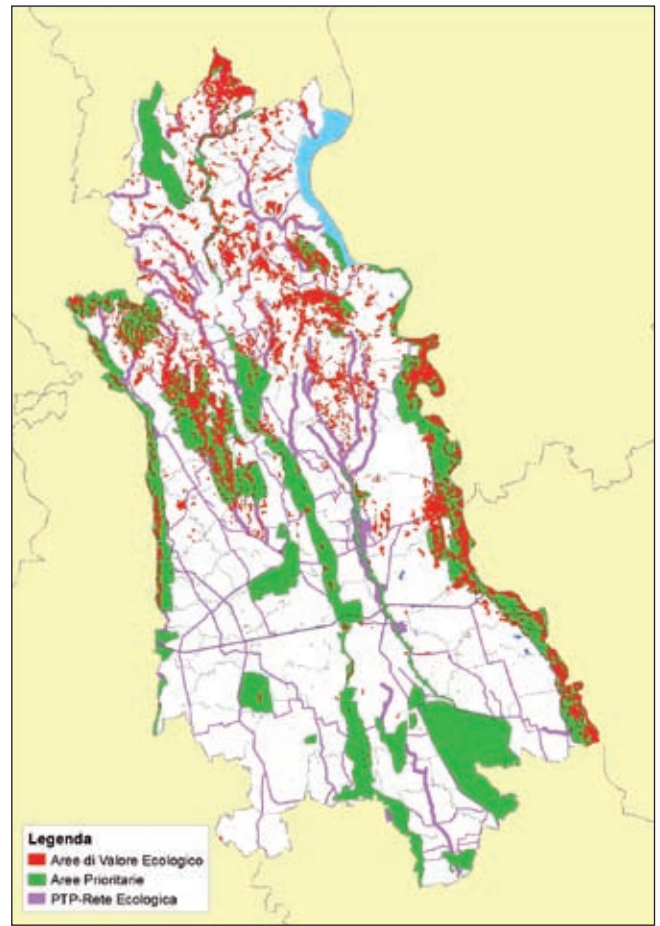 Legenda
Aree di Valore Ecologico
Aree Prioritarie
PTP-Rete Ecologica